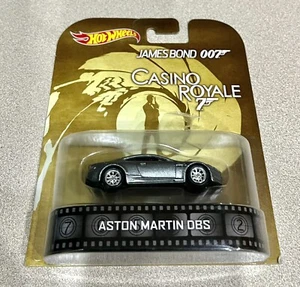 HOT WHEELS
JAMES BOND 007
CASINO
ROYALE
007
7
ASTON MARTIN DBS
2